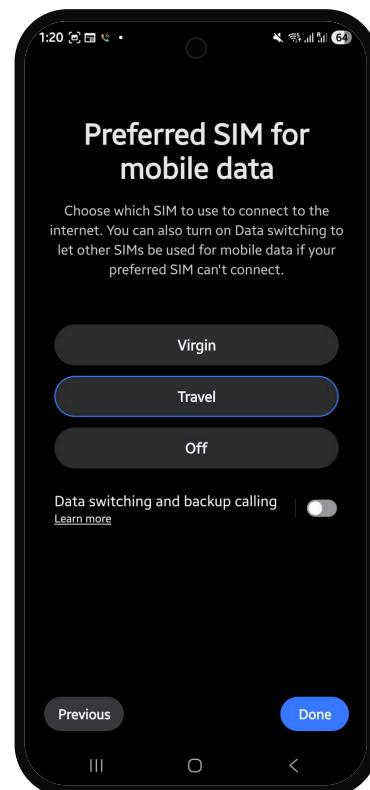 1:20
64
Preferred SIM for
mobile data
Choose which SIM to use to connect to the
internet. You can also turn on Data switching to
let other SIMs be used for mobile data if your
preferred SIM can't connect.
Virgin
Travel
Off
Data switching and backup calling
Learn more
Previous
Done